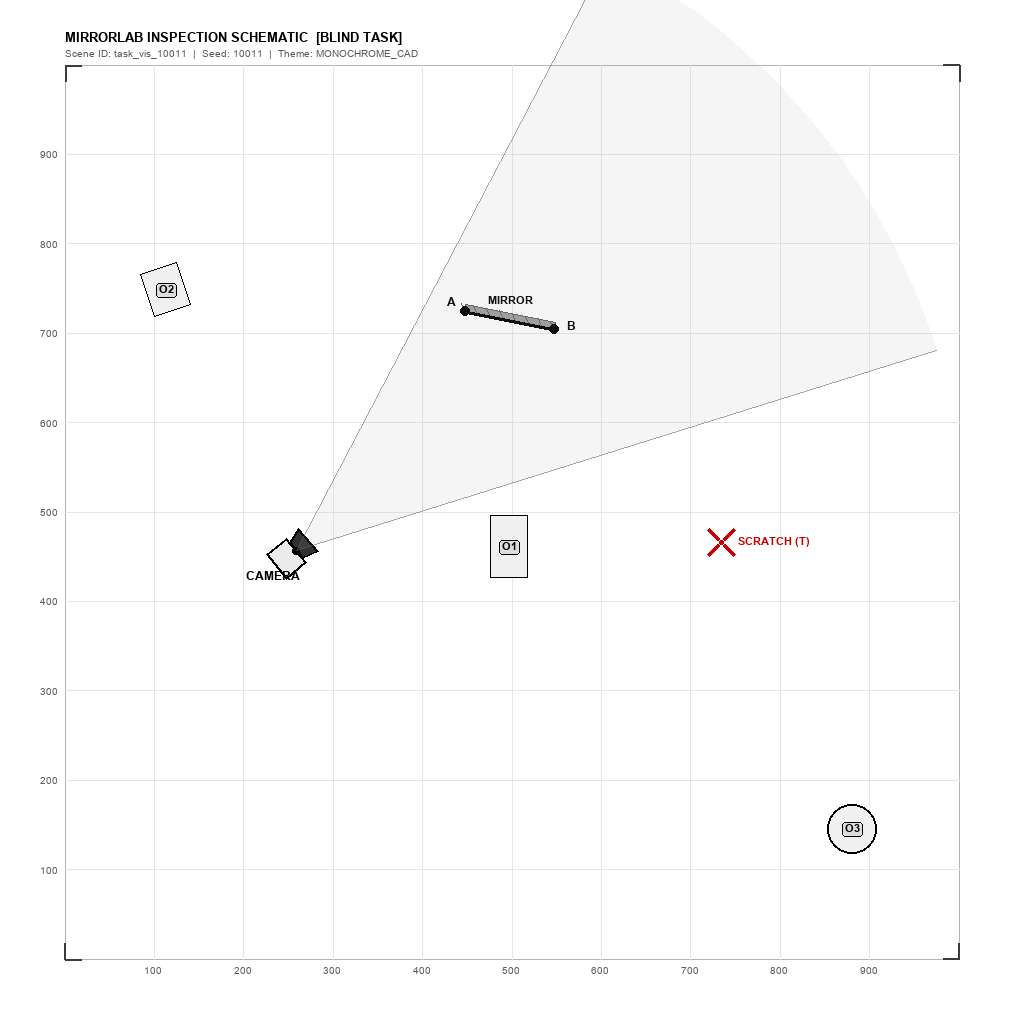 MIRRORLAB INSPECTION SCHEMATIC [BLIND TASK]
Scene ID: task_vis_10011 | Seed: 10011 | Theme: MONOCHROME_CAD
900
800
O2
A
MIRROR
B
700
600
500
SCRATCH (T)
O1
CAMERA
400
300
200
O3
100
100 200 300 400 500 600 700 800 900